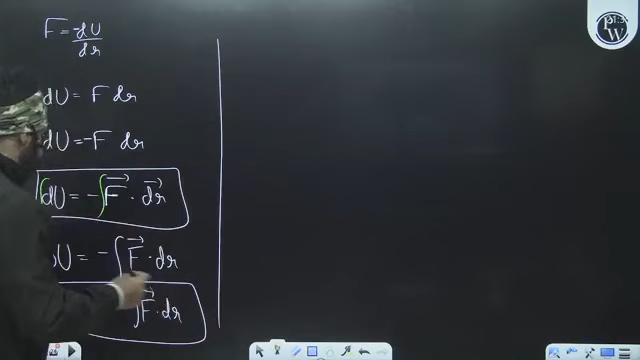 F = -dU/dr
dU = F dr
dU = -F dr
∫dU = -∫F⃗ · dr⃗
U = -∫F⃗ · dr
∫F⃗ · dr
P
W